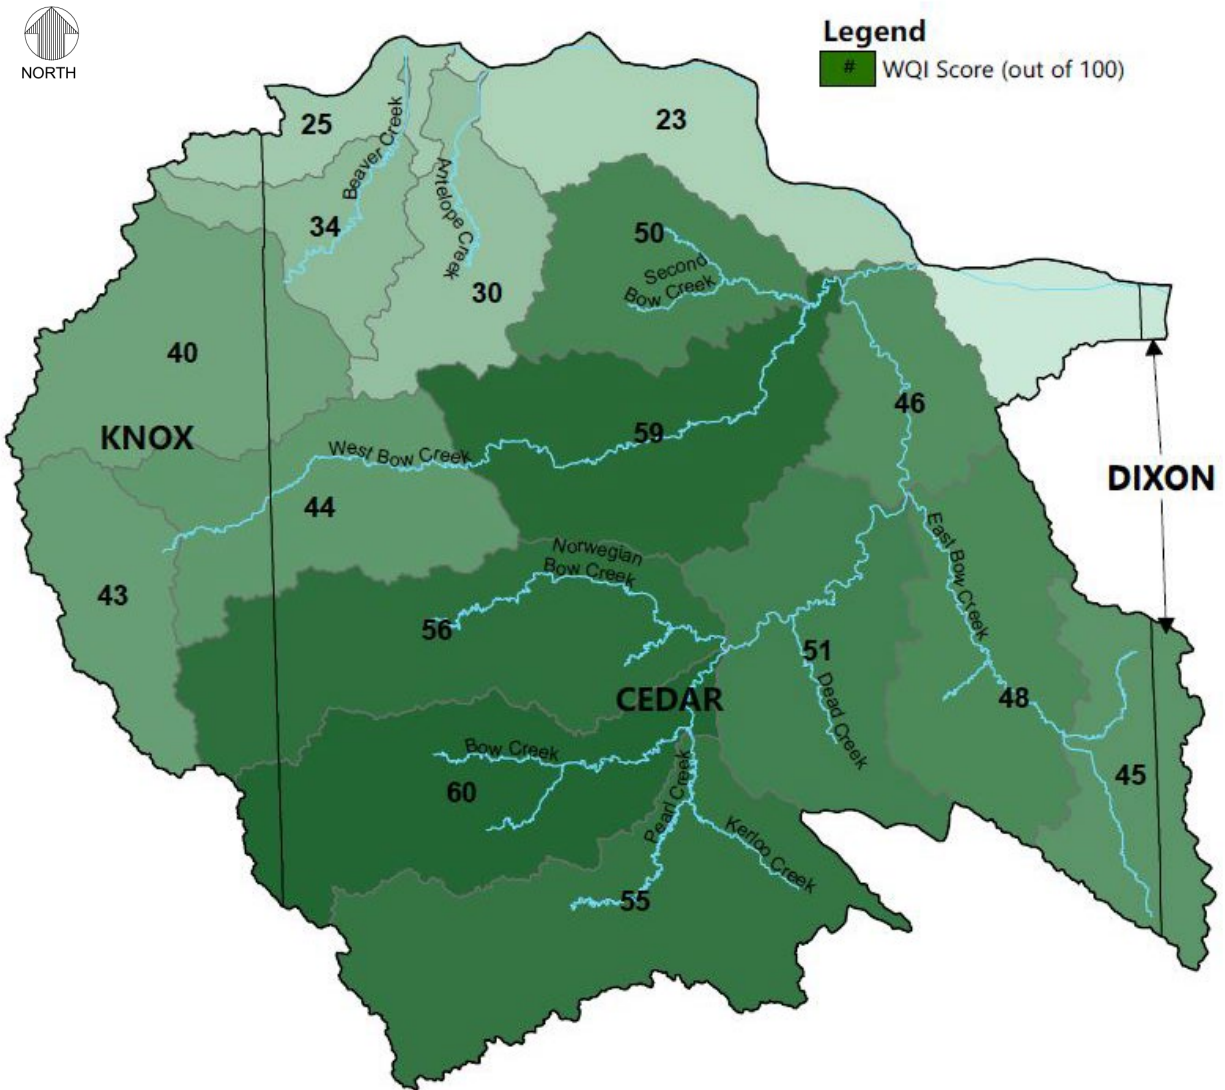 NORTH
Legend
# WQI Score (out of 100)
25
Beaver Creek
23
34
Antelope Creek
30
50
Second
Bow Creek
40
KNOX
46
59
West Bow Creek
44
DIXON
East Bow Creek
Norwegian
Bow Creek
43
56
51
Dead Creek
CEDAR
48
Bow Creek
60
Pearl Creek
45
Kerloo Creek
55